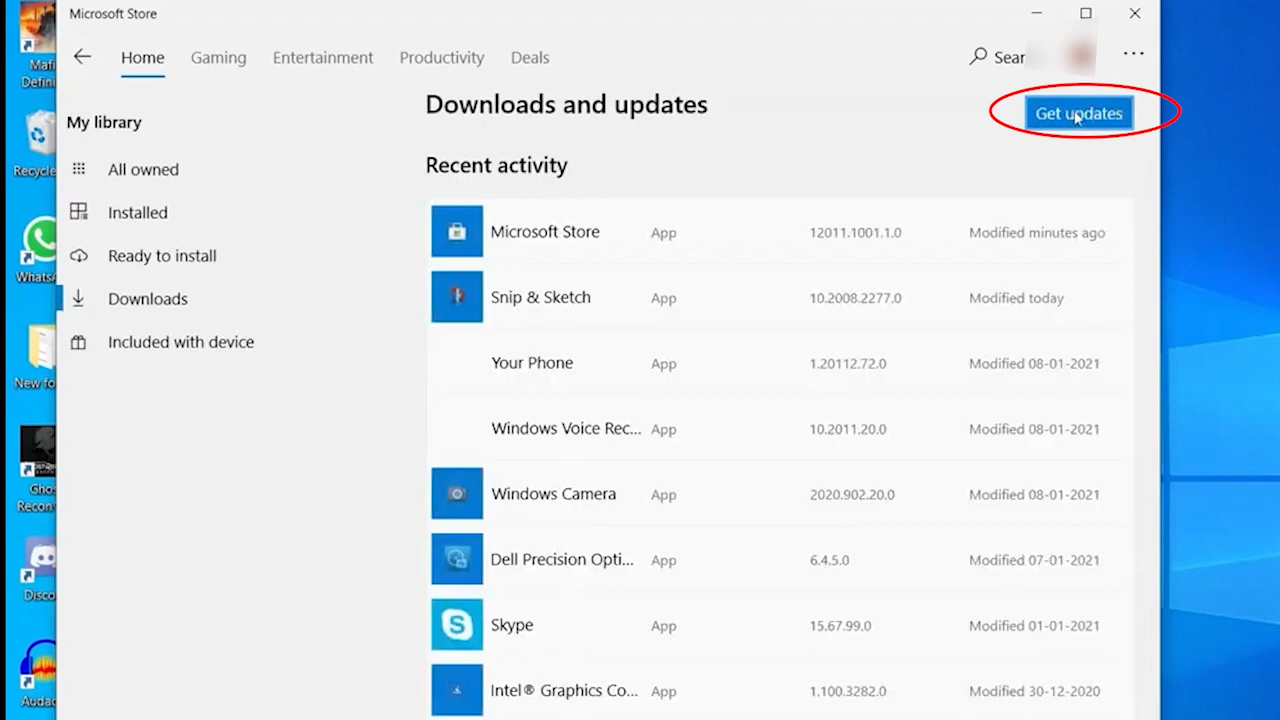 Microsoft Store
Home Gaming Entertainment Productivity Deals
Downloads and updates
Get updates
My library
All owned
Installed
Ready to install
Downloads
Included with device
Recent activity
Microsoft Store App 12011.1001.1.0 Modified minutes ago
Snip & Sketch App 10.2008.2277.0 Modified today
Your Phone App 1.20112.72.0 Modified 08-01-2021
Windows Voice Rec... App 10.2011.20.0 Modified 08-01-2021
Windows Camera App 2020.902.20.0 Modified 08-01-2021
Dell Precision Opti... App 6.4.5.0 Modified 07-01-2021
Skype App 15.67.99.0 Modified 01-01-2021
Intel® Graphics Co... App 1.100.3282.0 Modified 30-12-2020
Sear
Mafi
Defini
Recycle
Whats
New fo
Gho
Recon
Disco
Audac